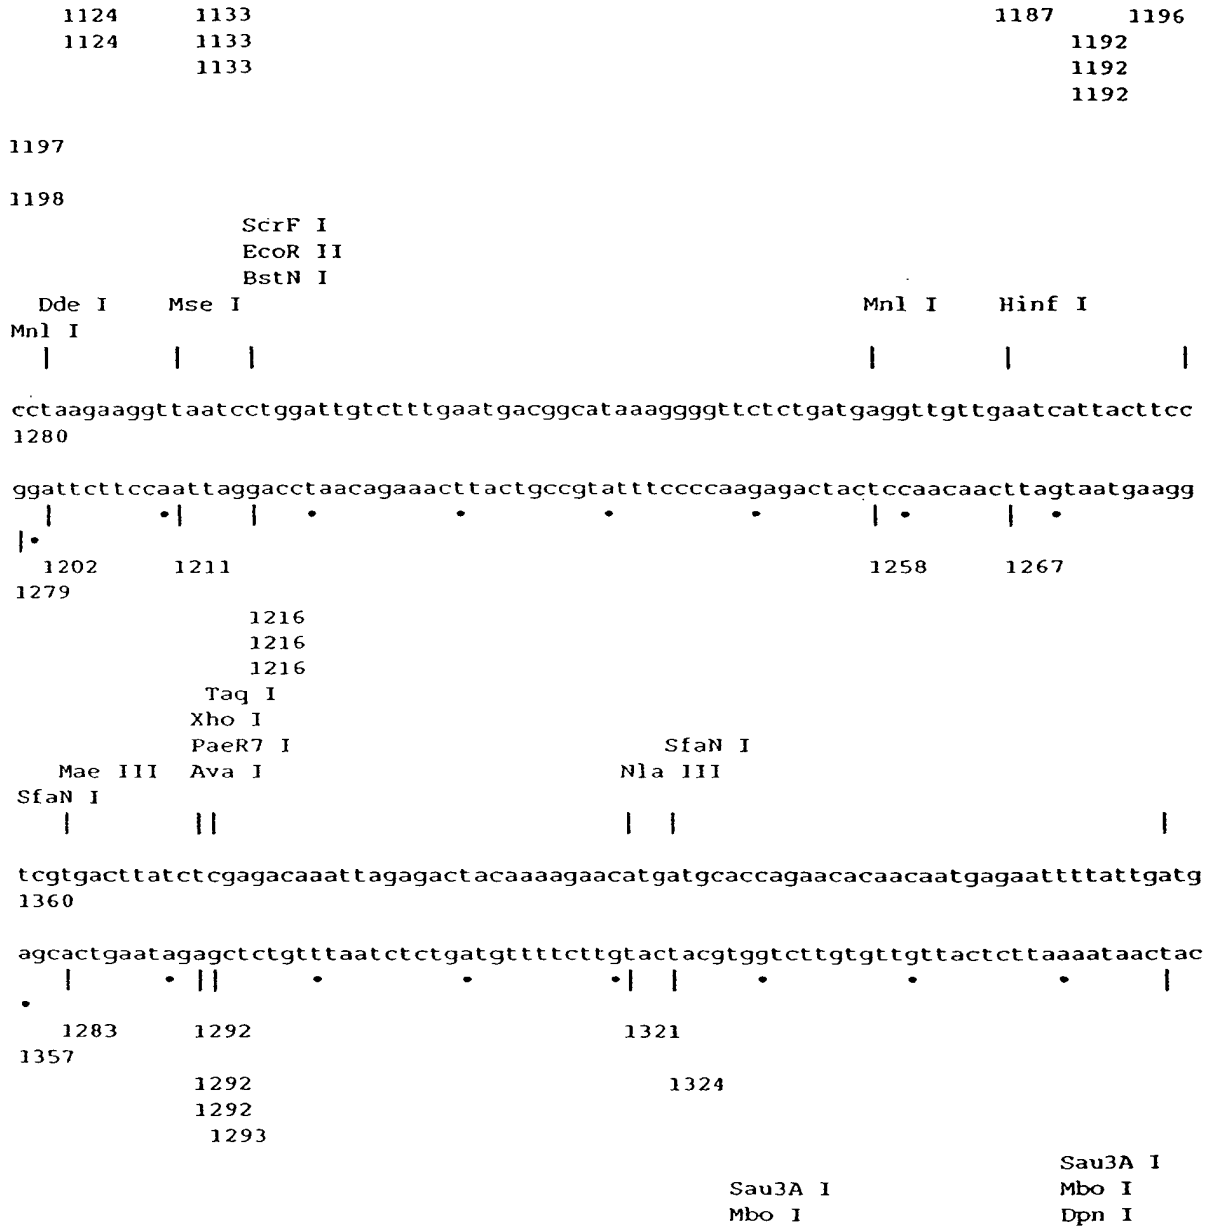 1124 1133 1187 1196
1124 1133 1192
1133 1192
1192
1197
1198
ScrF I
EcoR II
BstN I
Dde I Mse I Mnl I Hinf I
Mnl I
| | | | | |
cctaagaaggttaatcctggattgtctttgaatgacggcataaaggggttctctgatgaggttgttgaatcattacttcc
1280
ggattcttccaattaggacctaacagaaacttactgccgtatttccccaagagactactccaacaacttagtaatgaagg
| •| | • • • • | • | •
|•
1202 1211 1258 1267
1279
1216
1216
1216
Taq I
Xho I
PaeR7 I SfaN I
Mae III Ava I Nla III
SfaN I
| || | | |
tcgtgacttatctcgagacaaattagagactacaaaagaacatgatgcaccagaacacaacaatgagaattttattgatg
1360
agcactgaatagagctctgtttaatctctgatgttttcttgtactacgtggtcttgtgttgttactcttaaaataactac
| • || • • •| | • • • |
•
1283 1292 1321
1357
1292 1324
1292
1293
Sau3A I
Sau3A I Mbo I
Mbo I Dpn I